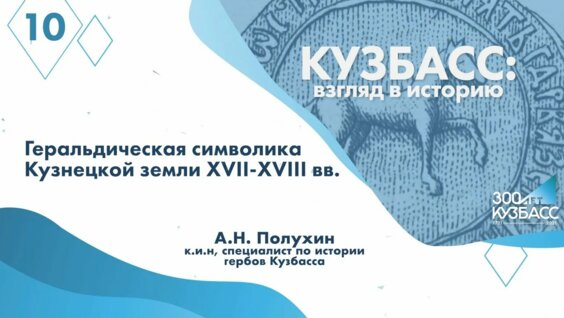 10
КУЗБАСС:
взгляд в историю
Геральдическая символика
Кузнецкой земли XVII-XVIII вв.
300 ЛЕТ
КУЗБАСС
А.Н. Полухин
к.и.н, специалист по истории
гербов Кузбасса